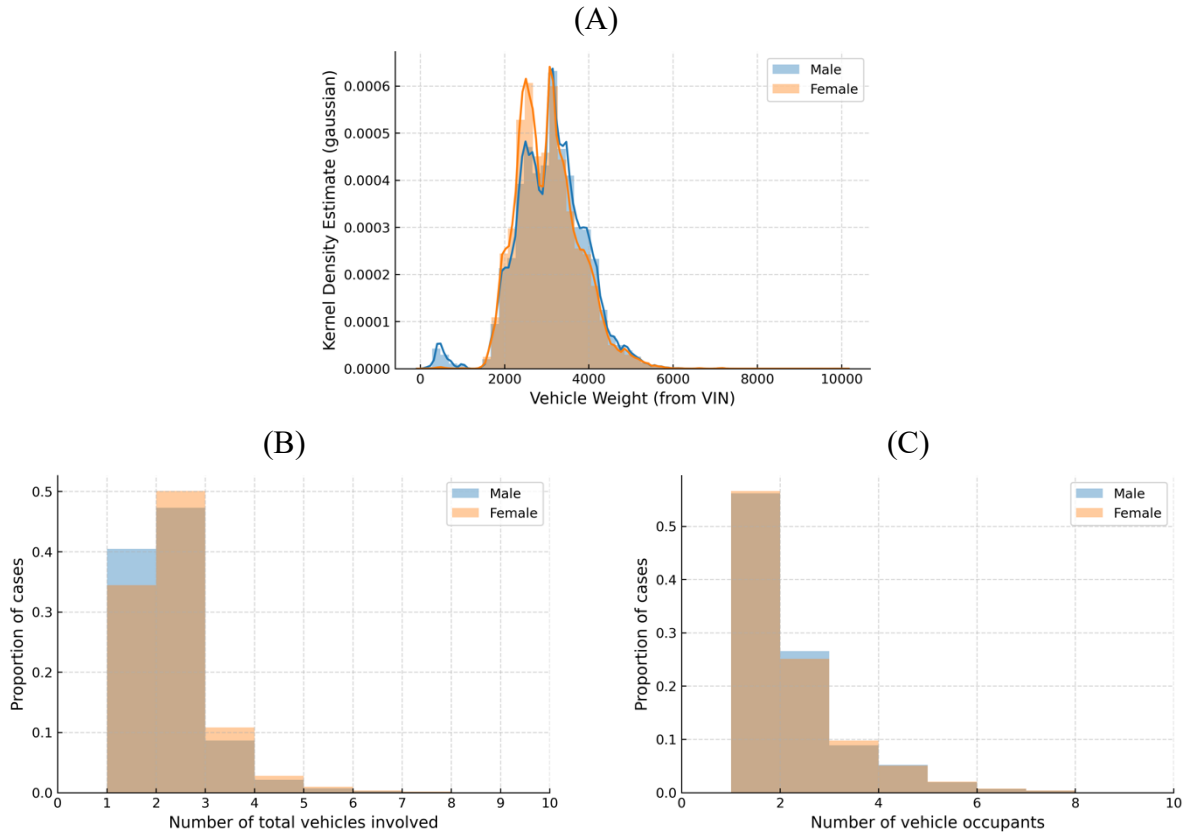 (A)
Kernel Density Estimate (gaussian)
0.0006
0.0005
0.0004
0.0003
0.0002
0.0001
0.0000
Male
Female
0 2000 4000 6000 8000 10000
Vehicle Weight (from VIN)
(B)
Proportion of cases
0.5
0.4
0.3
0.2
0.1
0.0
Male
Female
0 1 2 3 4 5 6 7 8 9 10
Number of total vehicles involved
(C)
Proportion of cases
0.5
0.4
0.3
0.2
0.1
0.0
Male
Female
0 2 4 6 8 10
Number of vehicle occupants